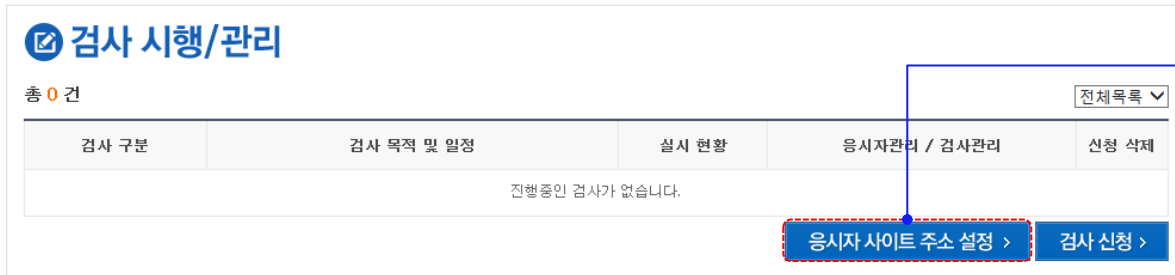 검사 시행/관리
총 0 건
전체목록
검사 구분 검사 목적 및 일정 실시 현황 응시자관리 / 검사관리 신청 삭제
진행중인 검사가 없습니다.
응시자 사이트 주소 설정 > 검사 신청 >